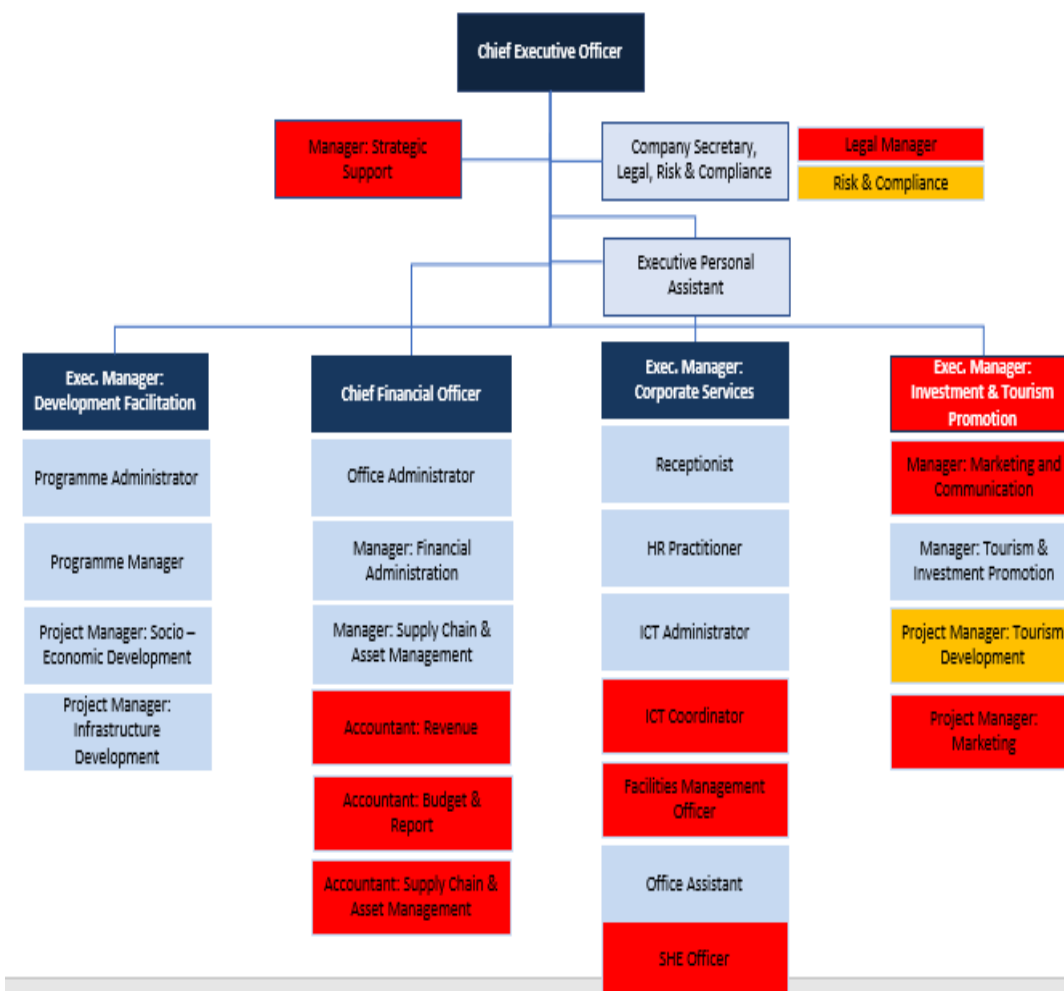 Chief Executive Officer
Manager: Strategic
Support
Company Secretary,
Legal, Risk & Compliance
Legal Manager
Risk & Compliance
Executive Personal
Assistant
Exec. Manager:
Development Facilitation
Programme Administrator
Programme Manager
Project Manager: Socio –
Economic Development
Project Manager:
Infrastructure
Development
Chief Financial Officer
Office Administrator
Manager: Financial
Administration
Manager: Supply Chain &
Asset Management
Accountant: Revenue
Accountant: Budget &
Report
Accountant: Supply Chain &
Asset Management
Exec. Manager:
Corporate Services
Receptionist
HR Practitioner
ICT Administrator
ICT Coordinator
Facilities Management
Officer
Office Assistant
SHE Officer
Exec. Manager:
Investment & Tourism
Promotion
Manager: Marketing and
Communication
Manager: Tourism &
Investment Promotion
Project Manager: Tourism
Development
Project Manager:
Marketing